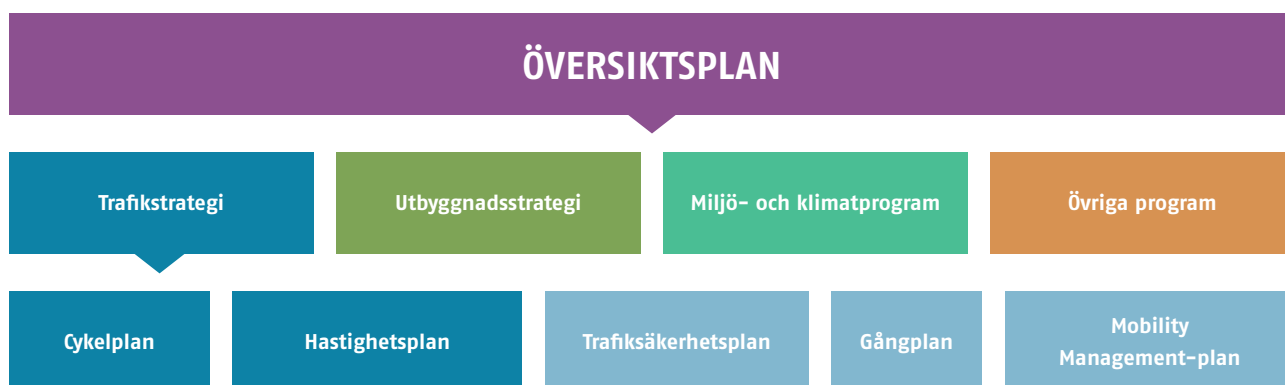 ÖVERSIKTSPLAN
Trafikstrategi
Utbyggnadsstrategi
Miljö- och klimatprogram
Övriga program
Cykelplan
Hastighetsplan
Trafiksäkerhetsplan
Gångplan
Mobility
Management-plan